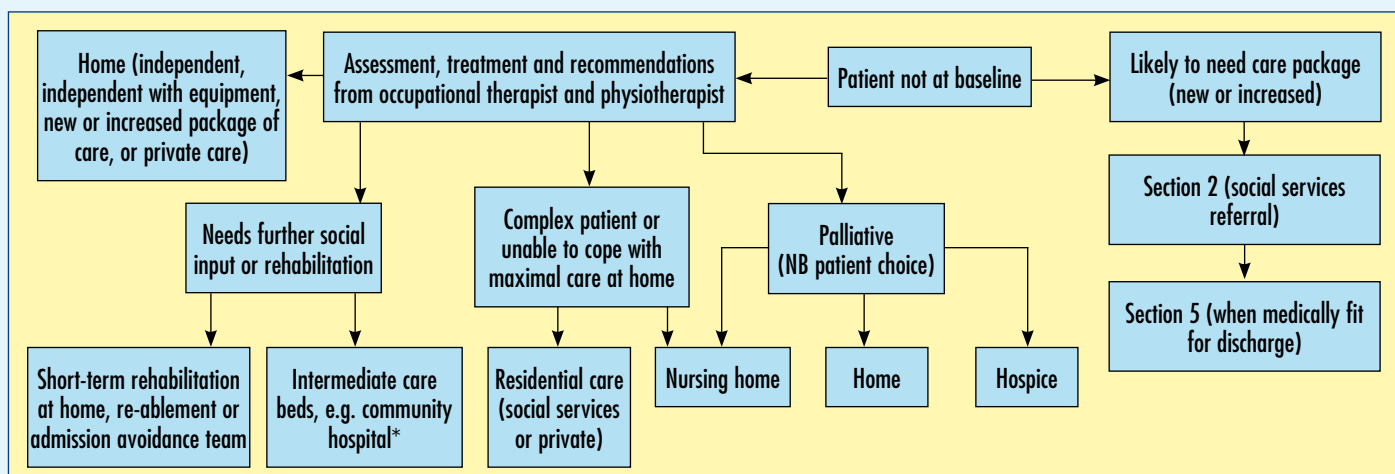 Home (independent,
independent with equipment,
new or increased package of
care, or private care)
Assessment, treatment and recommendations
from occupational therapist and physiotherapist
Patient not at baseline
Likely to need care package
(new or increased)
Section 2 (social services
referral)
Needs further social
input or rehabilitation
Complex patient or
unable to cope with
maximal care at home
Palliative
(NB patient choice)
Section 5 (when medically fit
for discharge)
Short-term rehabilitation
at home, re-ablement or
admission avoidance team
Intermediate care
beds, e.g. community
hospital*
Residential care
(social services
or private)
Nursing home
Home
Hospice